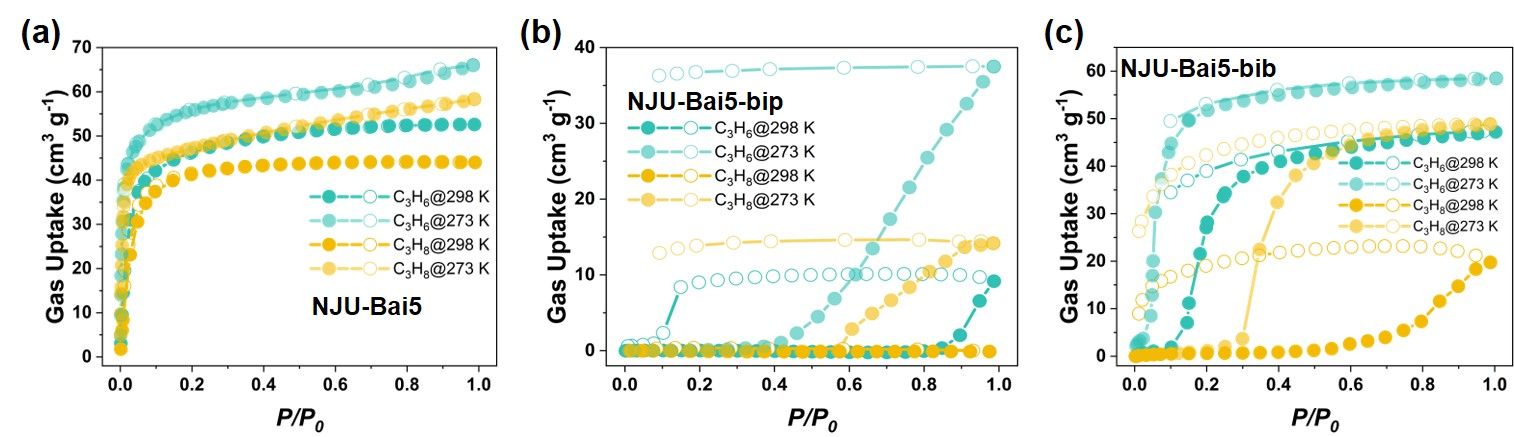 (a)
Gas Uptake (cm³ g⁻¹)
70
60
50
40
30
20
10
0
C₃H₆@298 K
C₃H₆@273 K
C₃H₈@298 K
C₃H₈@273 K
NJU-Bai5
0.0 0.2 0.4 0.6 0.8 1.0
P/P₀
(b)
Gas Uptake (cm³ g⁻¹)
40
30
20
10
0
NJU-Bai5-bip
C₃H₆@298 K
C₃H₆@273 K
C₃H₈@298 K
C₃H₈@273 K
0.0 0.2 0.4 0.6 0.8 1.0
P/P₀
(c)
Gas Uptake (cm³ g⁻¹)
60
50
40
30
20
10
0
NJU-Bai5-bib
C₃H₆@298 K
C₃H₆@273 K
C₃H₈@298 K
C₃H₈@273 K
0.0 0.2 0.4 0.6 0.8 1.0
P/P₀